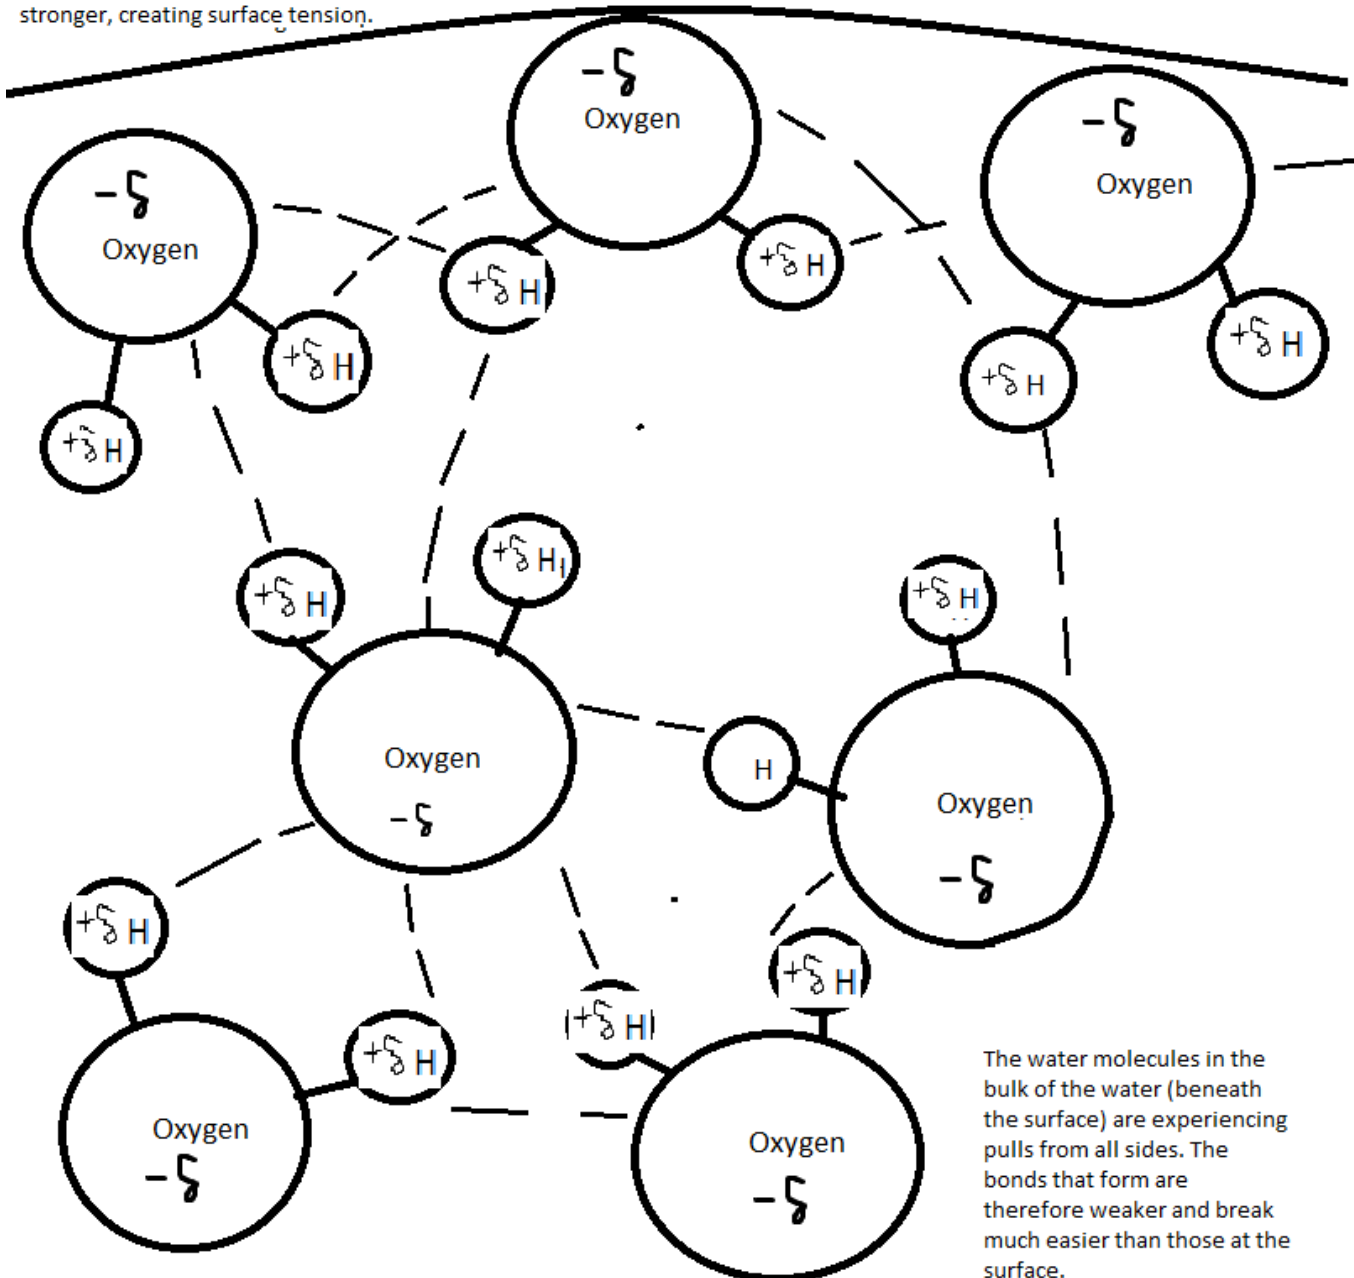 stronger, creating surface tension.
-δ
Oxygen
-δ
Oxygen
-δ
Oxygen
+δ H
+δ H
+δ H
+δ H
+δ H
+δ H
+δ H
+δ H
+δ H
+δ H
Oxygen
-δ
H
Oxygen
-δ
+δ H
+δ H
+δ H
+δ H
Oxygen
-δ
Oxygen
-δ
The water molecules in the
bulk of the water (beneath
the surface) are experiencing
pulls from all sides. The
bonds that form are
therefore weaker and break
much easier than those at the
surface.